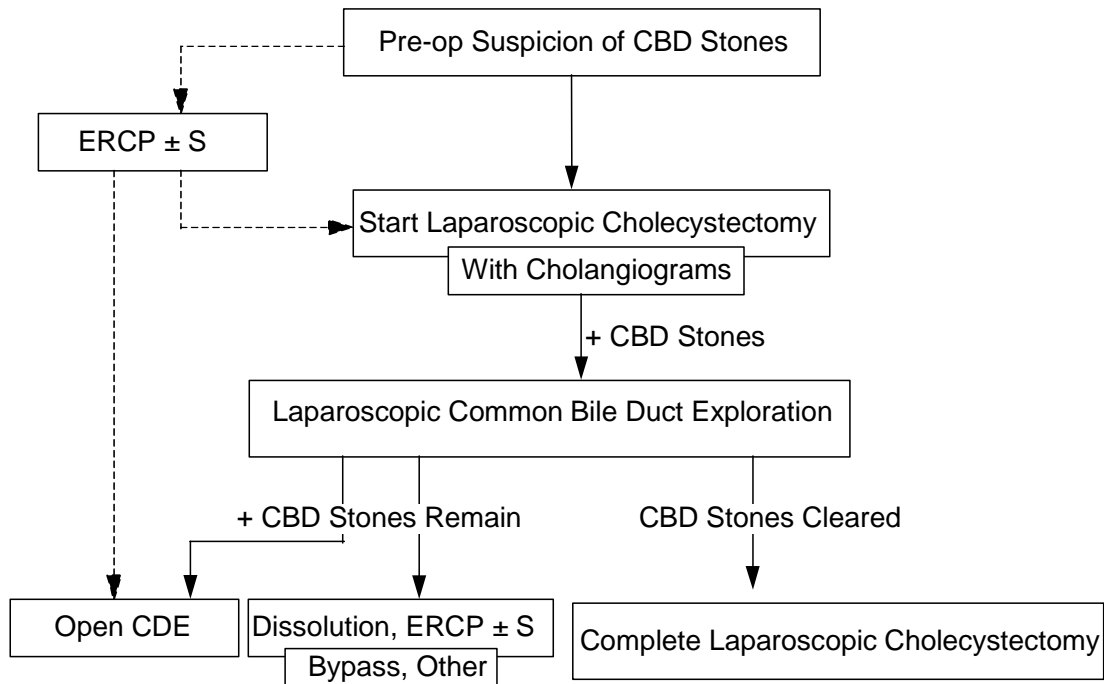 Pre-op Suspicion of CBD Stones
ERCP ± S
Start Laparoscopic Cholecystectomy
With Cholangiograms
+ CBD Stones
Laparoscopic Common Bile Duct Exploration
+ CBD Stones Remain
CBD Stones Cleared
Open CDE
Dissolution, ERCP ± S
Bypass, Other
Complete Laparoscopic Cholecystectomy